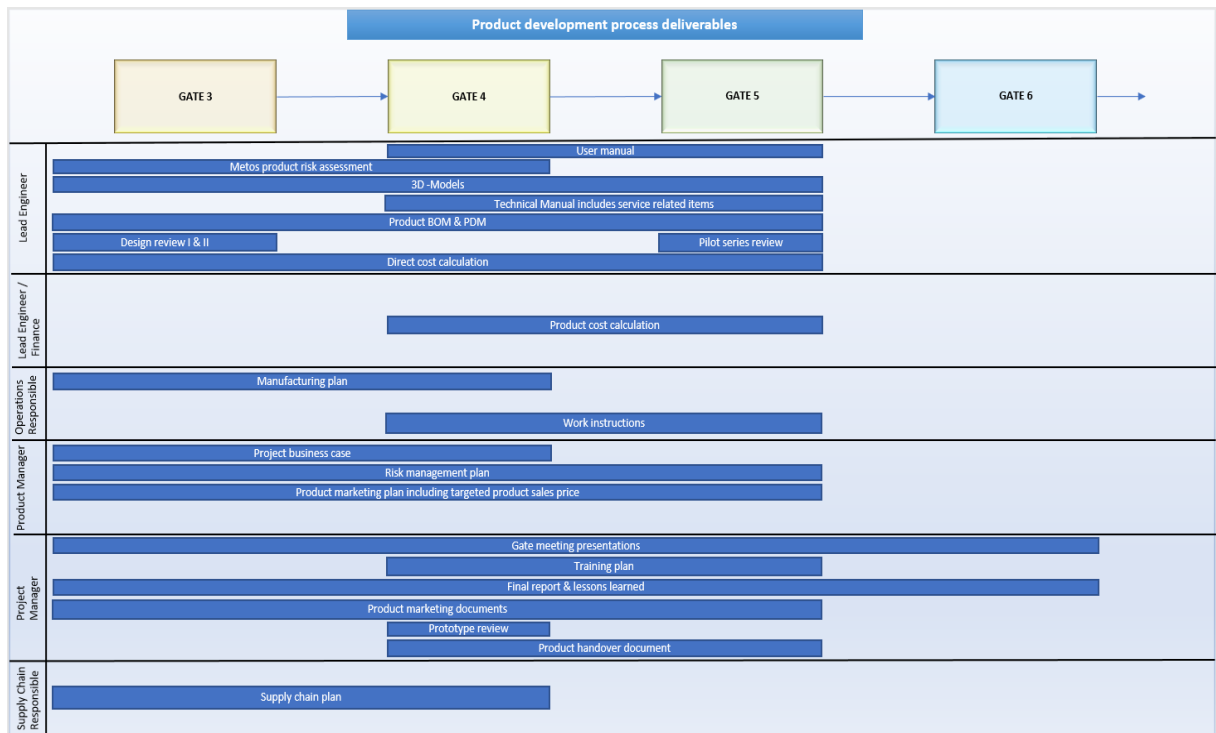 Product development process deliverables
GATE 3
GATE 4
GATE 5
GATE 6
Lead Engineer
User manual
Metos product risk assessment
3D -Models
Technical Manual includes service related items
Product BOM & PDM
Design review I & II
Pilot series review
Direct cost calculation
Lead Engineer /
Finance
Product cost calculation
Operations
Responsible
Manufacturing plan
Work instructions
Product Manager
Project business case
Risk management plan
Product marketing plan including targeted product sales price
Project
Manager
Gate meeting presentations
Training plan
Final report & lessons learned
Product marketing documents
Prototype review
Product handover document
Supply Chain
Responsible
Supply chain plan